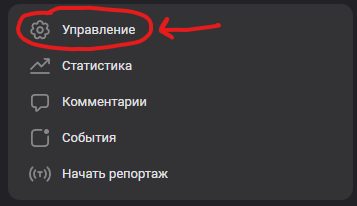 Управление
Статистика
Комментарии
События
Начать репортаж